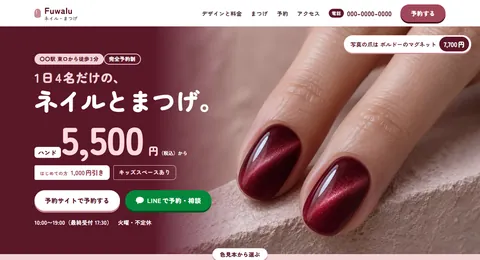 Fuwalu
ネイル・まつげ
デザインと料金 まつげ 予約 アクセス 電話 000-0000-0000 予約する
写真の爪は ボルドーのマグネット 7,700円
〇〇駅 東口から徒歩3分 完全予約制
1日4名だけの、
ネイルとまつげ。
ハンド 5,500円（税込）から
はじめての方 1,000円引き キッズスペースあり
予約サイトで予約する LINEで予約・相談
10:00〜19:00（最終受付 17:30） 火曜・不定休
色見本から選ぶ